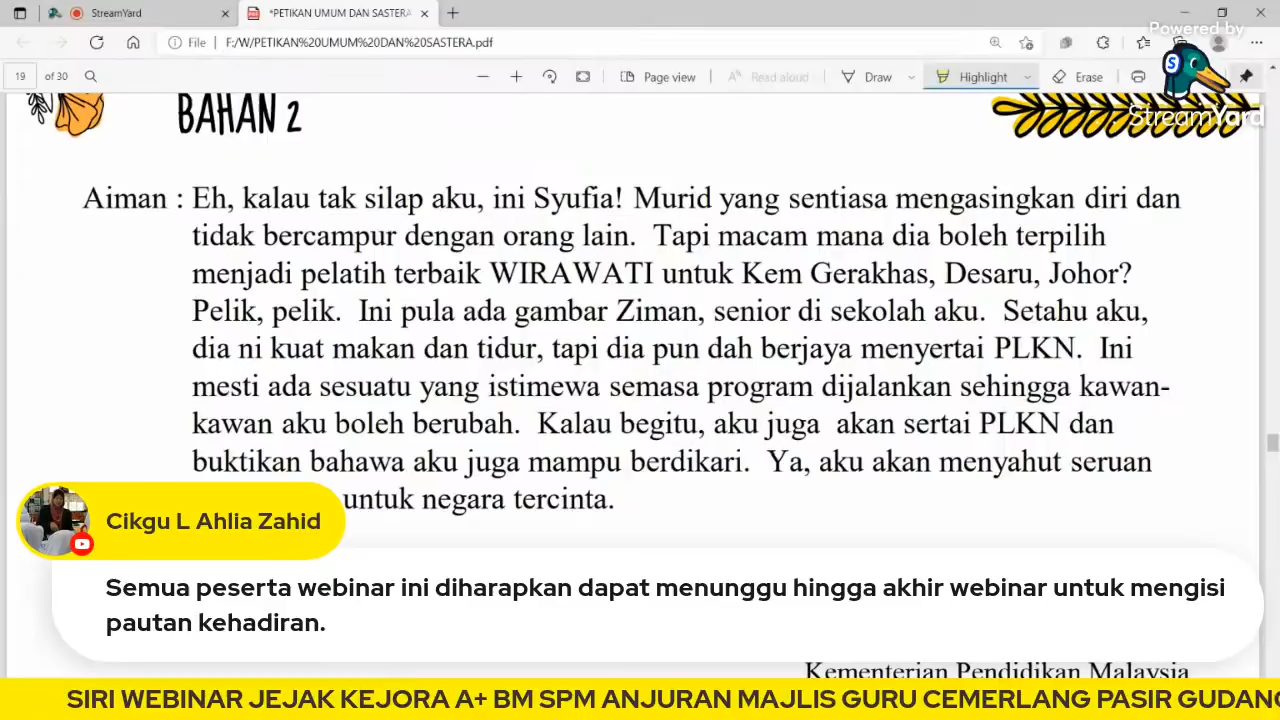 StreamYard
*PETIKAN UMUM DAN SASTERA
File
F:/W/PETIKAN%20UMUM%20DAN%20SASTERA.pdf
Powered by
19 of 30
Page view
Read aloud
Draw
Highlight
Erase
StreamYard
BAHAN 2
Aiman : Eh, kalau tak silap aku, ini Syufia! Murid yang sentiasa mengasingkan diri dan
tidak bercampur dengan orang lain. Tapi macam mana dia boleh terpilih
menjadi pelatih terbaik WIRAWATI untuk Kem Gerakhas, Desaru, Johor?
Pelik, pelik. Ini pula ada gambar Ziman, senior di sekolah aku. Setahu aku,
dia ni kuat makan dan tidur, tapi dia pun dah berjaya menyertai PLKN. Ini
mesti ada sesuatu yang istimewa semasa program dijalankan sehingga kawan-
kawan aku boleh berubah. Kalau begitu, aku juga akan sertai PLKN dan
buktikan bahawa aku juga mampu berdikari. Ya, aku akan menyahut seruan
untuk negara tercinta.
Cikgu L Ahlia Zahid
Semua peserta webinar ini diharapkan dapat menunggu hingga akhir webinar untuk mengisi
pautan kehadiran.
Kementerian Pendidikan Malaysia
SIRI WEBINAR JEJAK KEJORA A+ BM SPM ANJURAN MAJLIS GURU CEMERLANG PASIR GUDANG